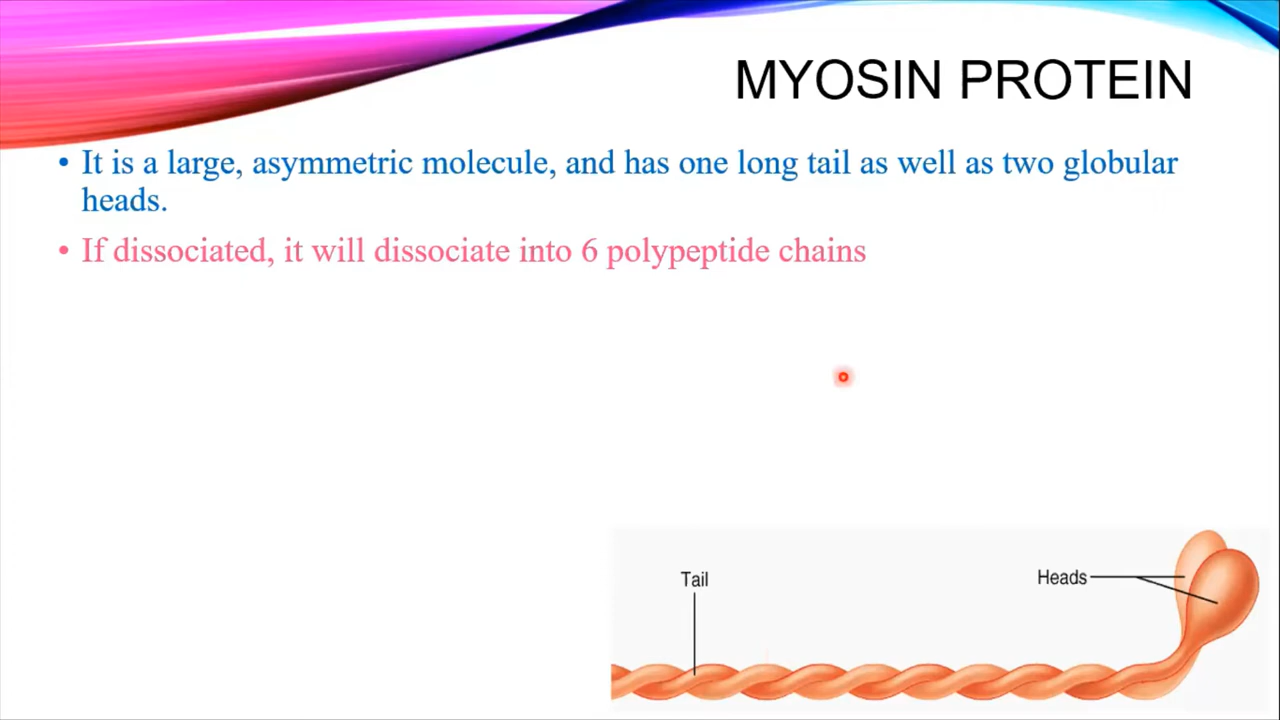 MYOSIN PROTEIN
• It is a large, asymmetric molecule, and has one long tail as well as two globular
heads.
• If dissociated, it will dissociate into 6 polypeptide chains
Tail
Heads